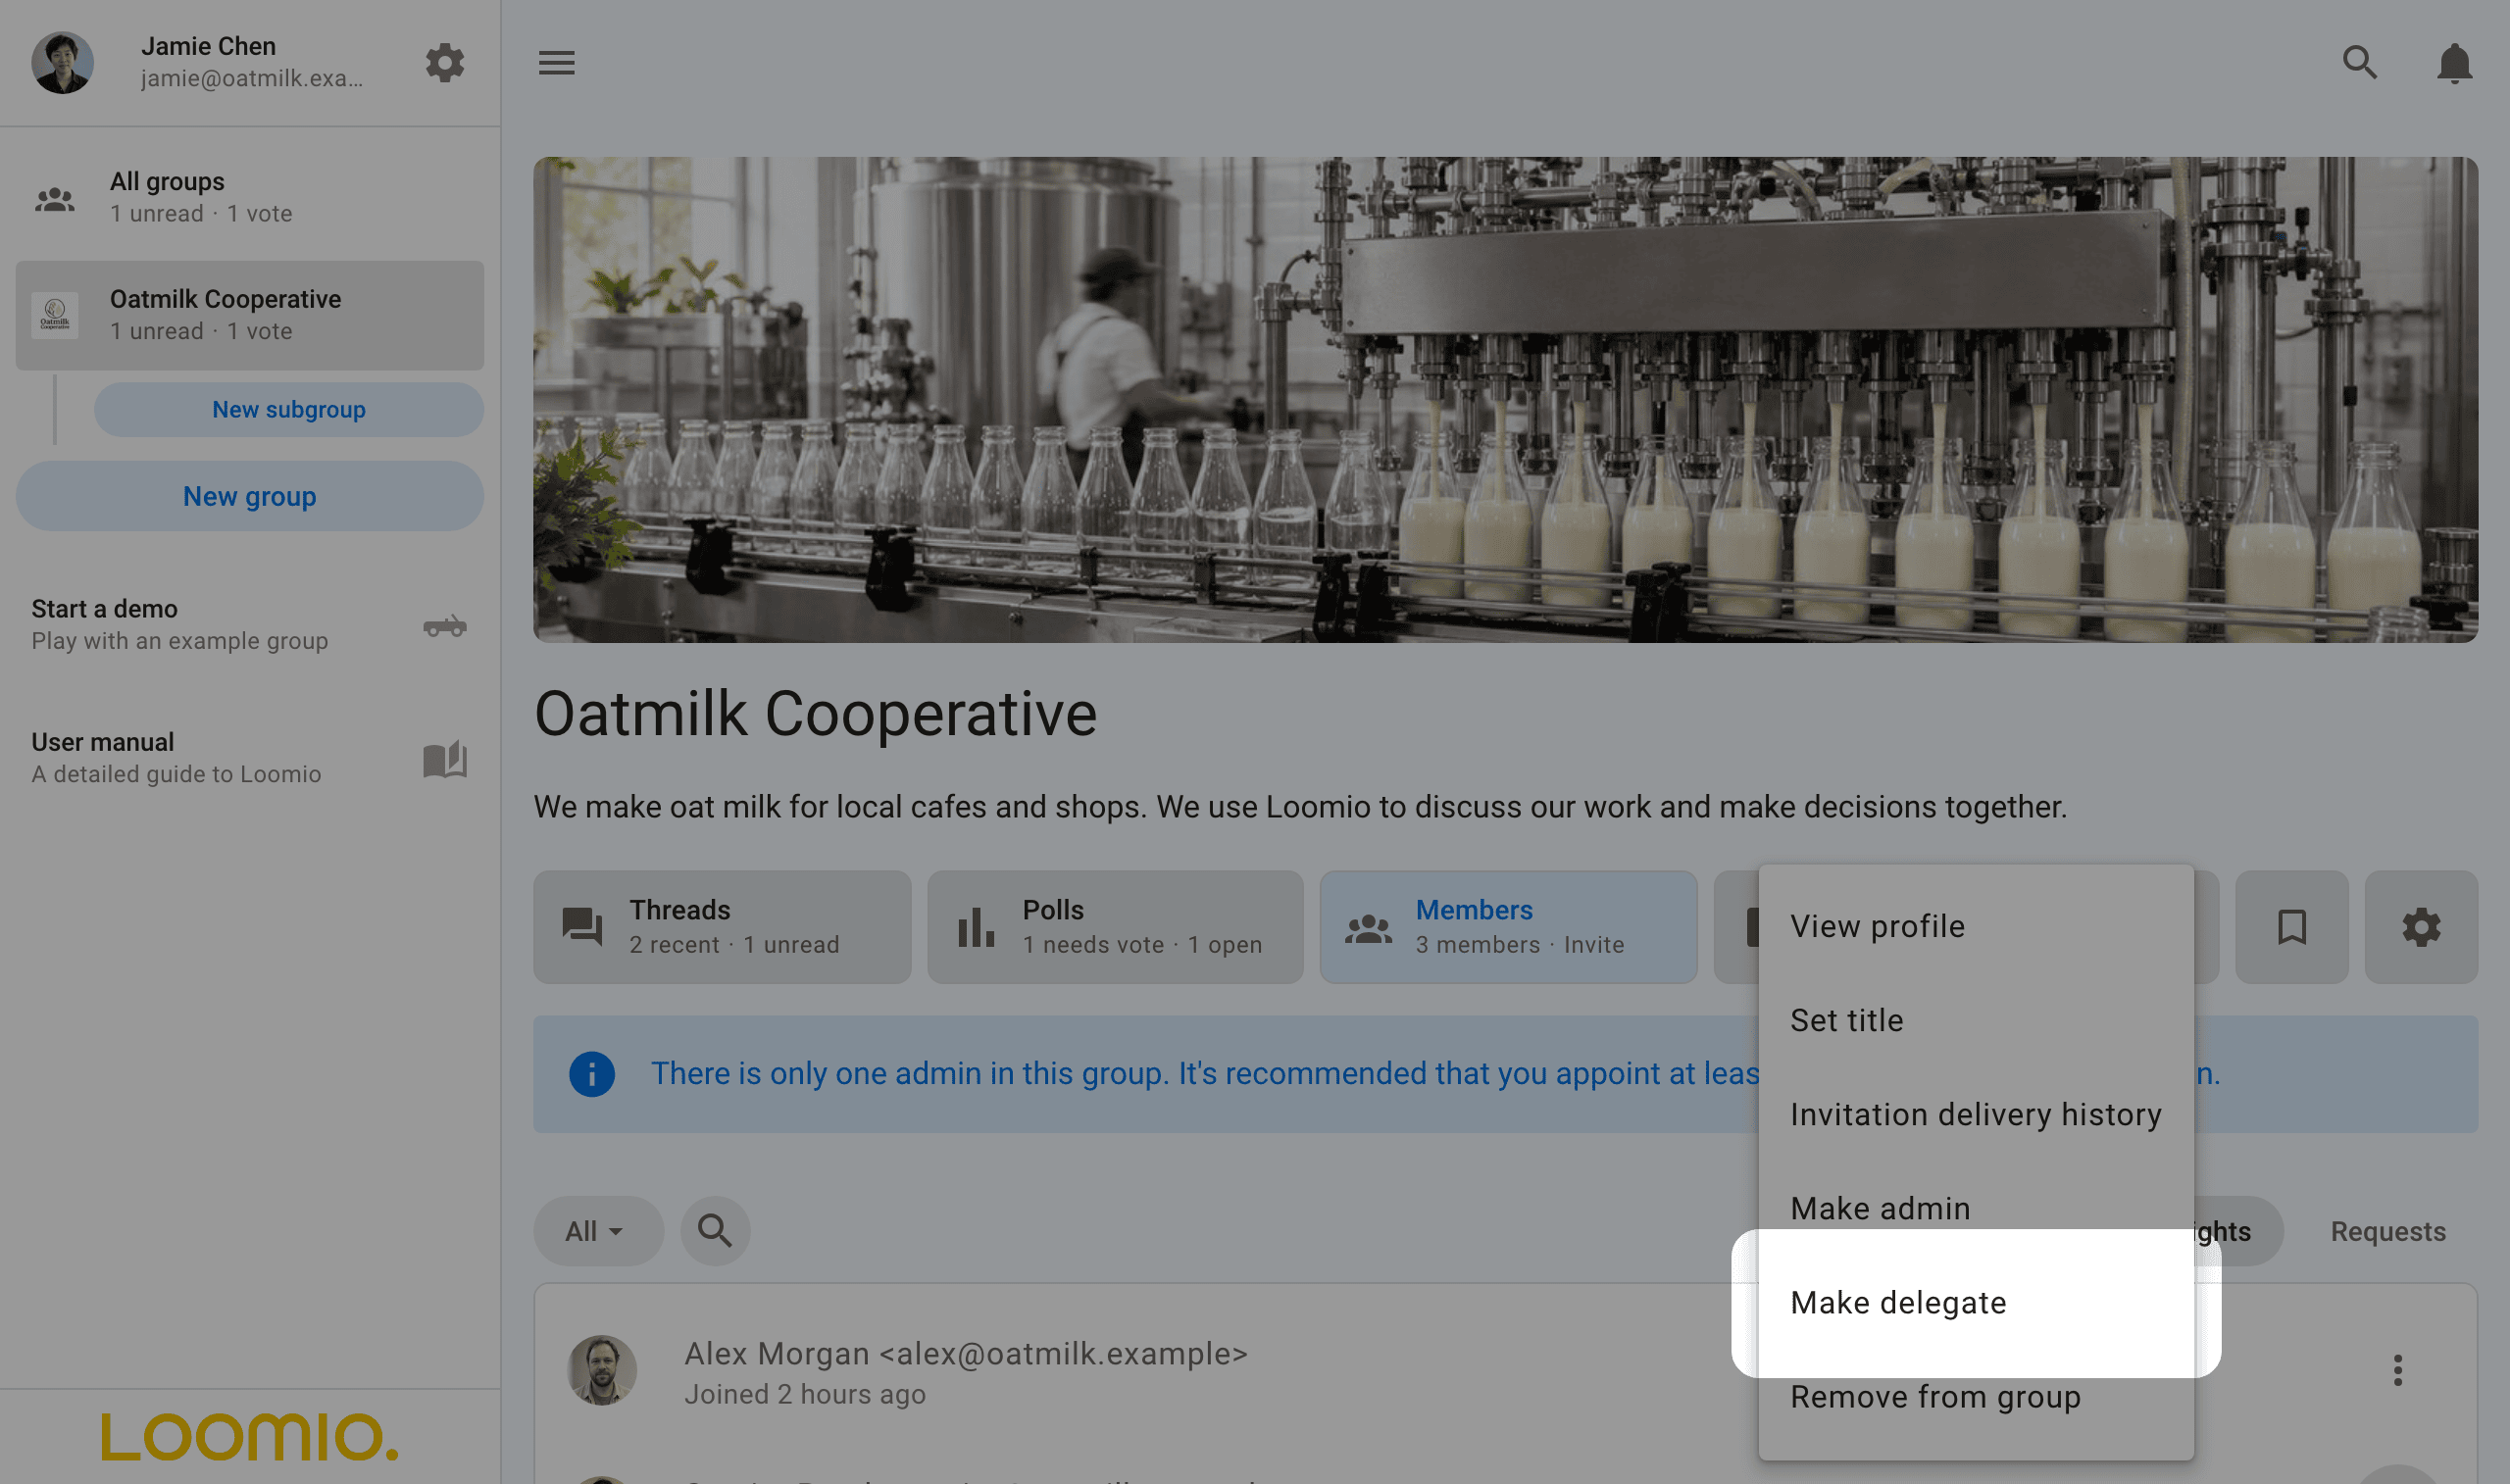 Jamie Chen
jamie@oatmilk.exa...
All groups
1 unread · 1 vote
Oatmilk Cooperative
Oatmilk Cooperative
1 unread · 1 vote
New subgroup
New group
Start a demo
Play with an example group
User manual
A detailed guide to Loomio
LOOMIO.
Oatmilk Cooperative
We make oat milk for local cafes and shops. We use Loomio to discuss our work and make decisions together.
Threads
2 recent · 1 unread
Polls
1 needs vote · 1 open
Members
3 members · Invite
There is only one admin in this group. It's recommended that you appoint at leas
n.
View profile
Set title
Invitation delivery history
Make admin
Make delegate
Remove from group
All
ights
Requests
Alex Morgan <alex@oatmilk.example>
Joined 2 hours ago